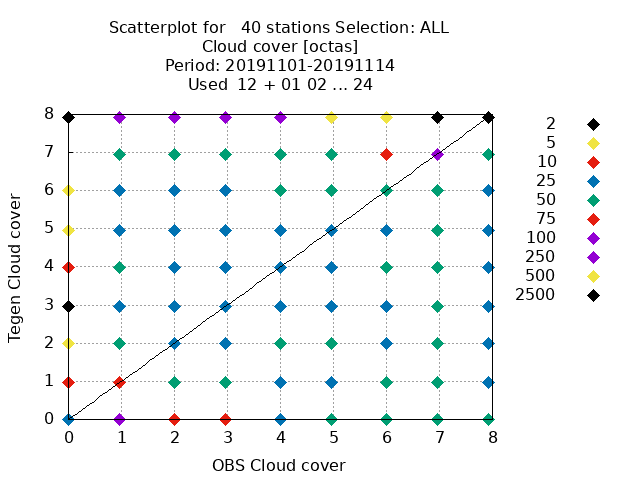 Scatterplot for   40 stations Selection: ALL
Cloud cover [octas]
Period: 20191101-20191114
Used  12 + 01 02 ... 24
8
7
6
5
4
3
2
1
0
Tegen Cloud cover
0 1 2 3 4 5 6 7 8
OBS Cloud cover
2
5
10
25
50
75
100
250
500
2500